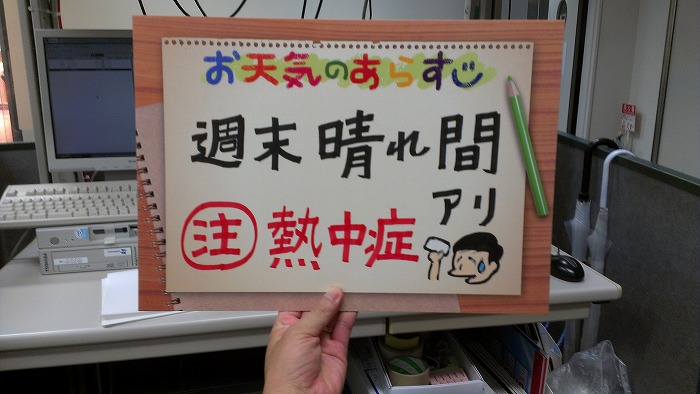 お天気のあらすじ
週末晴れ間
アリ
注 熱中症